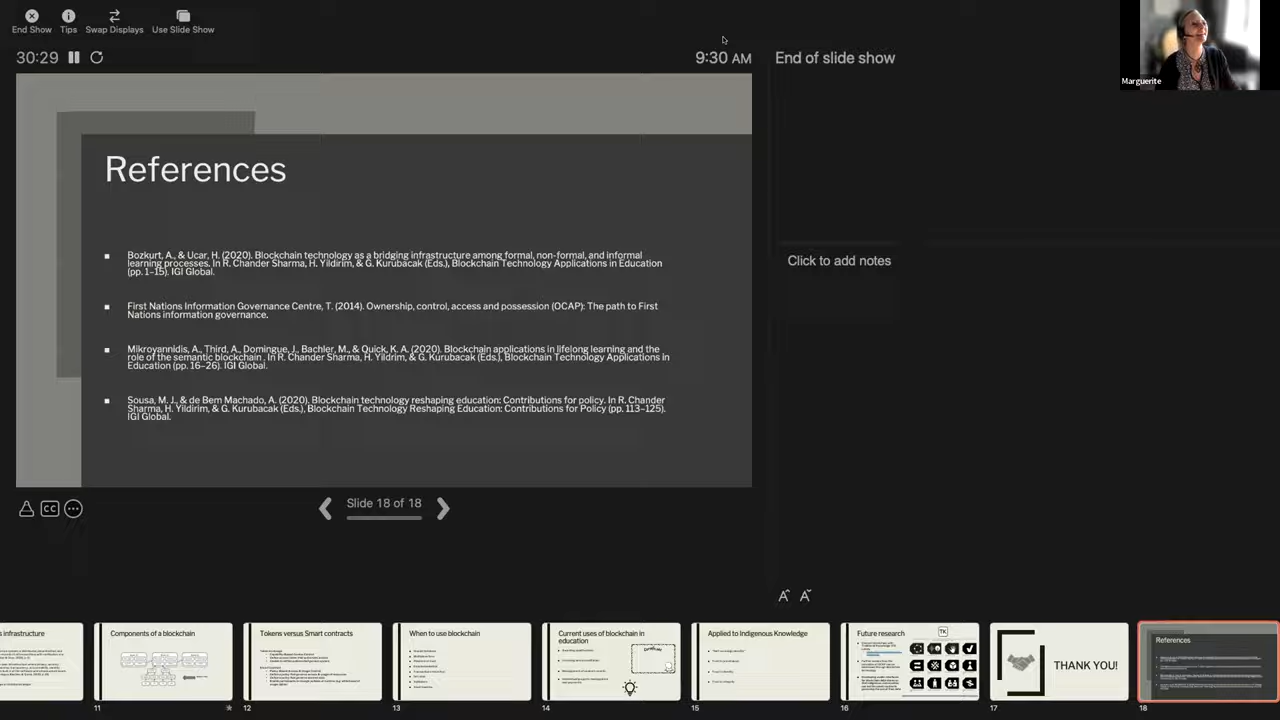 End Show
Tips
Swap Displays
Use Slide Show
30:29
9:30 AM
End of slide show
Marguerite
References
Bozkurt, A., & Ucar, H. (2020). Blockchain technology as a bridging infrastructure among formal, non-formal, and informal
learning processes. In R. Chander Sharma, H. Yildirim, & G. Kurubacak (Eds.), Blockchain Technology Applications in Education
(pp. 1–15). IGI Global.
First Nations Information Governance Centre, T. (2014). Ownership, control, access and possession (OCAP): The path to First
Nations information governance.
Mikroyannidis, A., Third, A., Domingue, J., Bachler, M., & Quick, K. A. (2020). Blockchain applications in lifelong learning and the
role of the semantic blockchain . In R. Chander Sharma, H. Yildrim, & G. Kurubacak (Eds.), Blockchain Technology Applications in
Education (pp. 16–26). IGI Global.
Sousa, M. J., & de Bem Machado, A. (2020). Blockchain technology reshaping education: Contributions for policy. In R. Chander
Sharma, H. Yildirim, & G. Kurubacak (Eds.), Blockchain Technology Reshaping Education: Contributions for Policy (pp. 113–125).
IGI Global.
Click to add notes
CC
Slide 18 of 18
infrastructure
Components of a blockchain
11
Tokens versus Smart contracts
12
When to use blockchain
13
Current uses of blockchain in
education
14
Applied to Indigenous Knowledge
15
Future research
TK
16
THANK YOU!
17
References
18